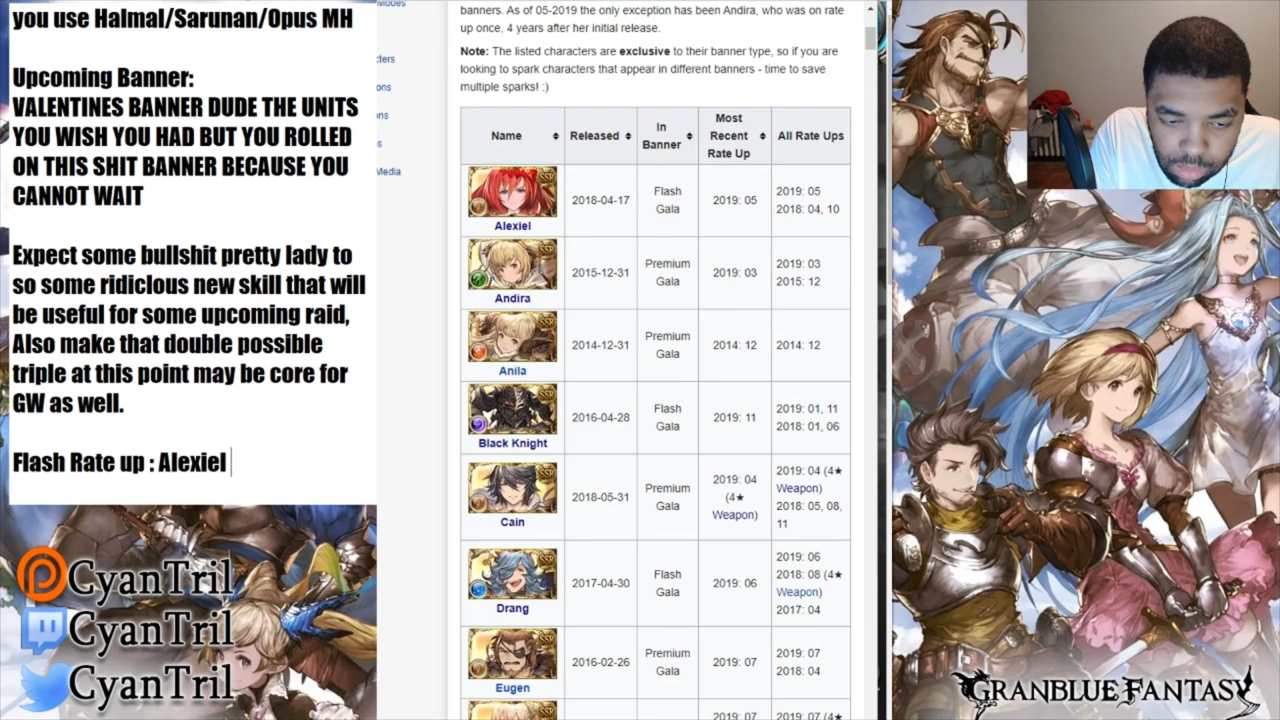 you use Halmal/Sarunan/Opus MH
Upcoming Banner:
VALENTINES BANNER DUDE THE UNITS
YOU WISH YOU HAD BUT YOU ROLLED
ON THIS SHIT BANNER BECAUSE YOU
CANNOT WAIT
Expect some bullshit pretty lady to
so some ridiclous new skill that will
be useful for some upcoming raid,
Also make that double possible
triple at this point may be core for
GW as well.
Flash Rate up : Alexiel
CyanTril
CyanTril
CyanTril
Modes
Media
banners. As of 05-2019 the only exception has been Andira, who was on rate
up once, 4 years after her initial release.
Note: The listed characters are exclusive to their banner type, so if you are
looking to spark characters that appear in different banners - time to save
multiple sparks! :)
Name Released In Banner Most Recent Rate Up All Rate Ups
Alexiel 2018-04-17 Flash Gala 2019: 05 2019: 05
2018: 04, 10
Andira 2015-12-31 Premium Gala 2019: 03 2019: 03
2015: 12
Anila 2014-12-31 Premium Gala 2014: 12 2014: 12
Black Knight 2016-04-28 Flash Gala 2019: 11 2019: 01, 11
2018: 01, 06
Cain 2018-05-31 Premium Gala 2019: 04 (4★ Weapon) 2019: 04 (4★ Weapon)
2018: 05, 08, 11
Drang 2017-04-30 Flash Gala 2019: 06 2019: 06
2018: 08 (4★ Weapon)
2017: 04
Eugen 2016-02-26 Premium Gala 2019: 07 2019: 07
2018: 04
2019: 07 2019: 07 (4★
GRANBLUE FANTASY